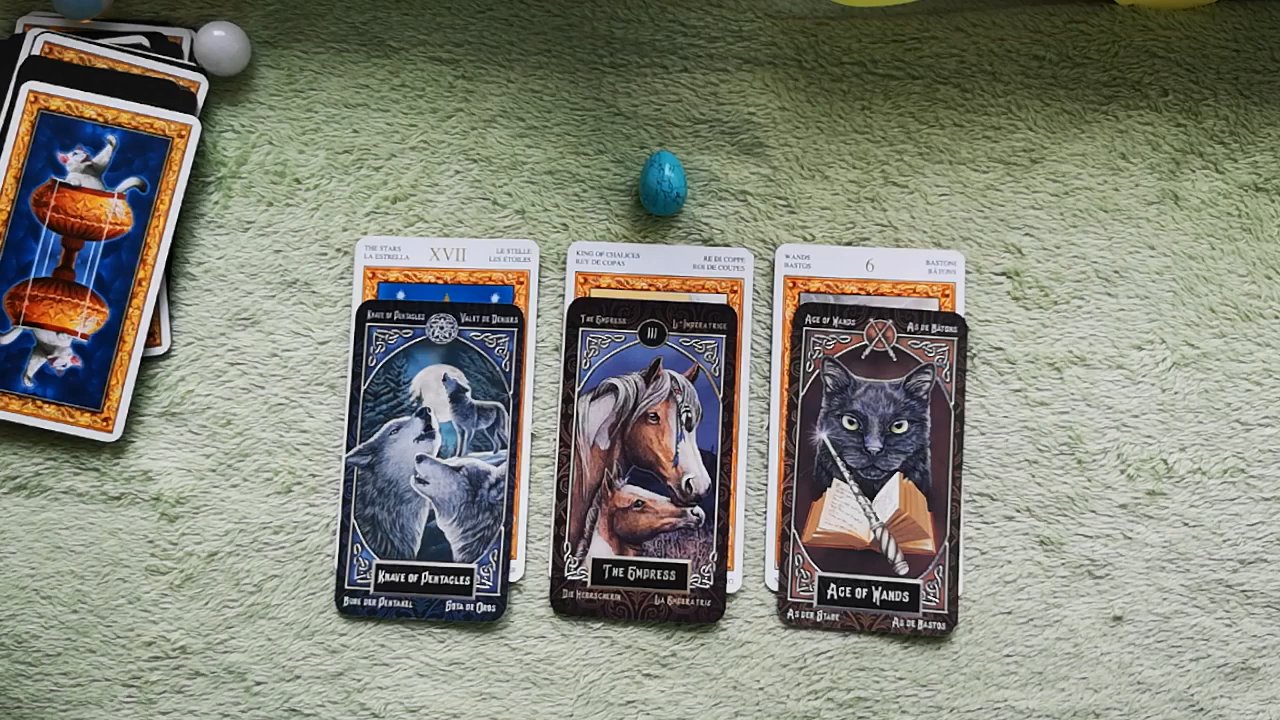 THE STARS
LA ESTRELLA
XVII
LE STELLE
LES ÉTOILES
KNAVE OF PENTACLES
VALET DE DENIERS
KNAVE OF PENTACLES
BUBE DER PENTAKEL
SOTA DE OROS
KING OF CHALICES
REY DE COPAS
RE DI COPPE
ROI DE COUPES
THE EMPRESS
III
L'IMPÉRATRICE
THE EMPRESS
DIE HERRSCHERIN
LA EMPERATRIZ
WANDS
BASTOS
6
BASTONI
BÂTONS
ACE OF WANDS
AS DE BÂTONS
ACE OF WANDS
AS DER STÄBE
AS DE BASTOS